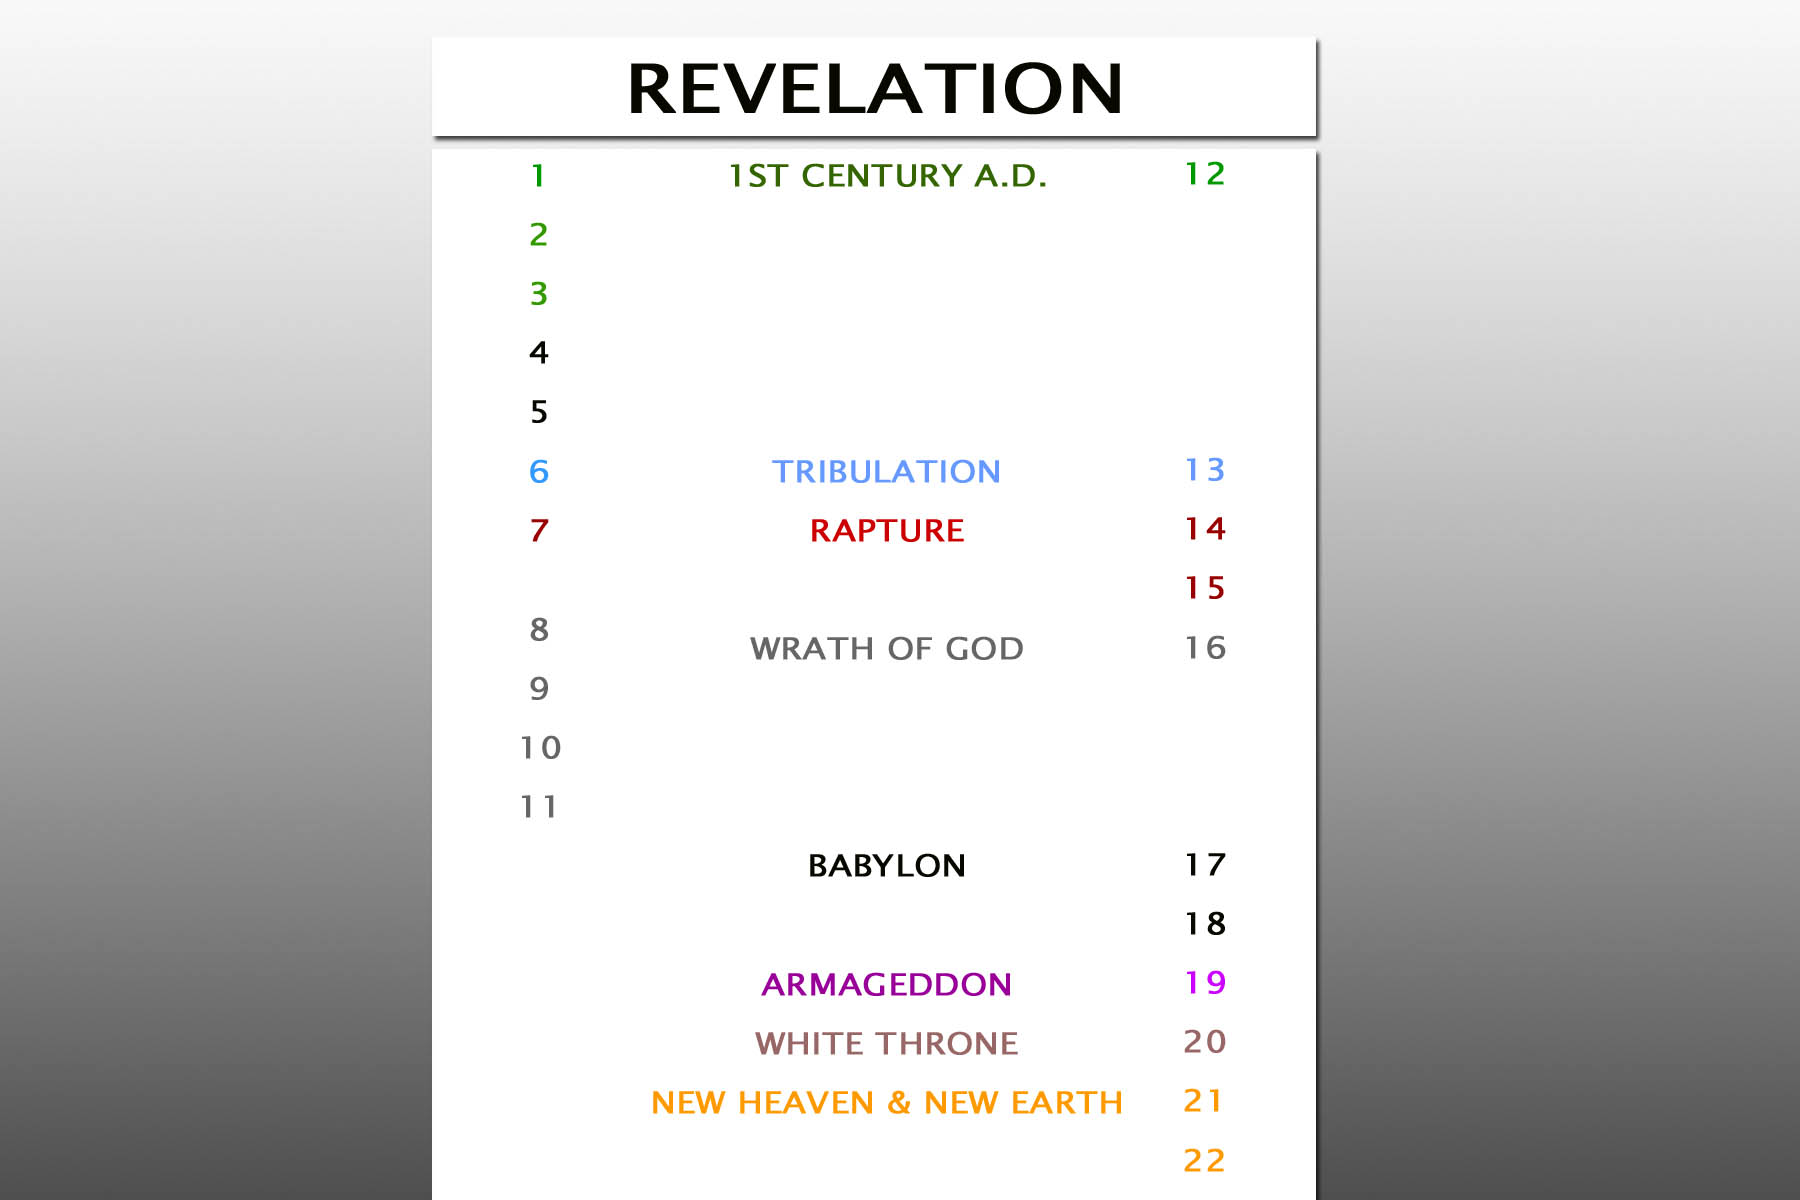 REVELATION
1 1ST CENTURY A.D. 12
2
3
4
5
6 TRIBULATION 13
7 RAPTURE 14
15
8
WRATH OF GOD 16
9
10
11
BABYLON 17
18
ARMAGEDDON 19
WHITE THRONE 20
NEW HEAVEN & NEW EARTH 21
22